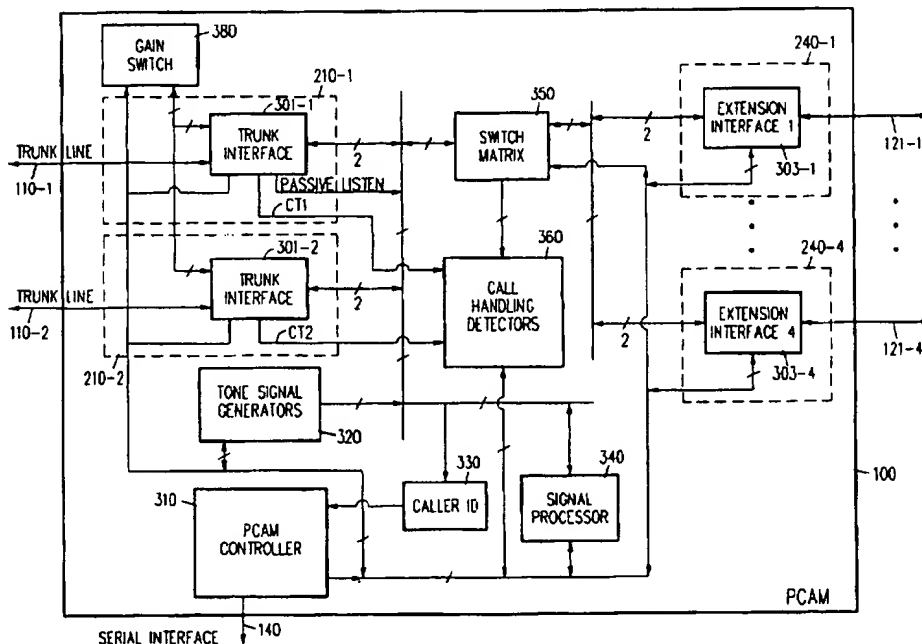 380
GAIN
SWITCH
210-1
301-1
TRUNK
INTERFACE
2
TRUNK LINE
110-1
PASSIVE LISTEN
CT1
350
SWITCH
MATRIX
240-1
EXTENSION
INTERFACE 1
2
303-1
121-1
301-2
TRUNK
INTERFACE
2
TRUNK LINE
110-2
CT2
210-2
360
CALL
HANDLING
DETECTORS
240-4
EXTENSION
INTERFACE 4
2
303-4
121-4
TONE SIGNAL
GENERATORS
320
330
CALLER ID
340
SIGNAL
PROCESSOR
100
310
PCAM
CONTROLLER
PCAM
140
SERIAL INTERFACE